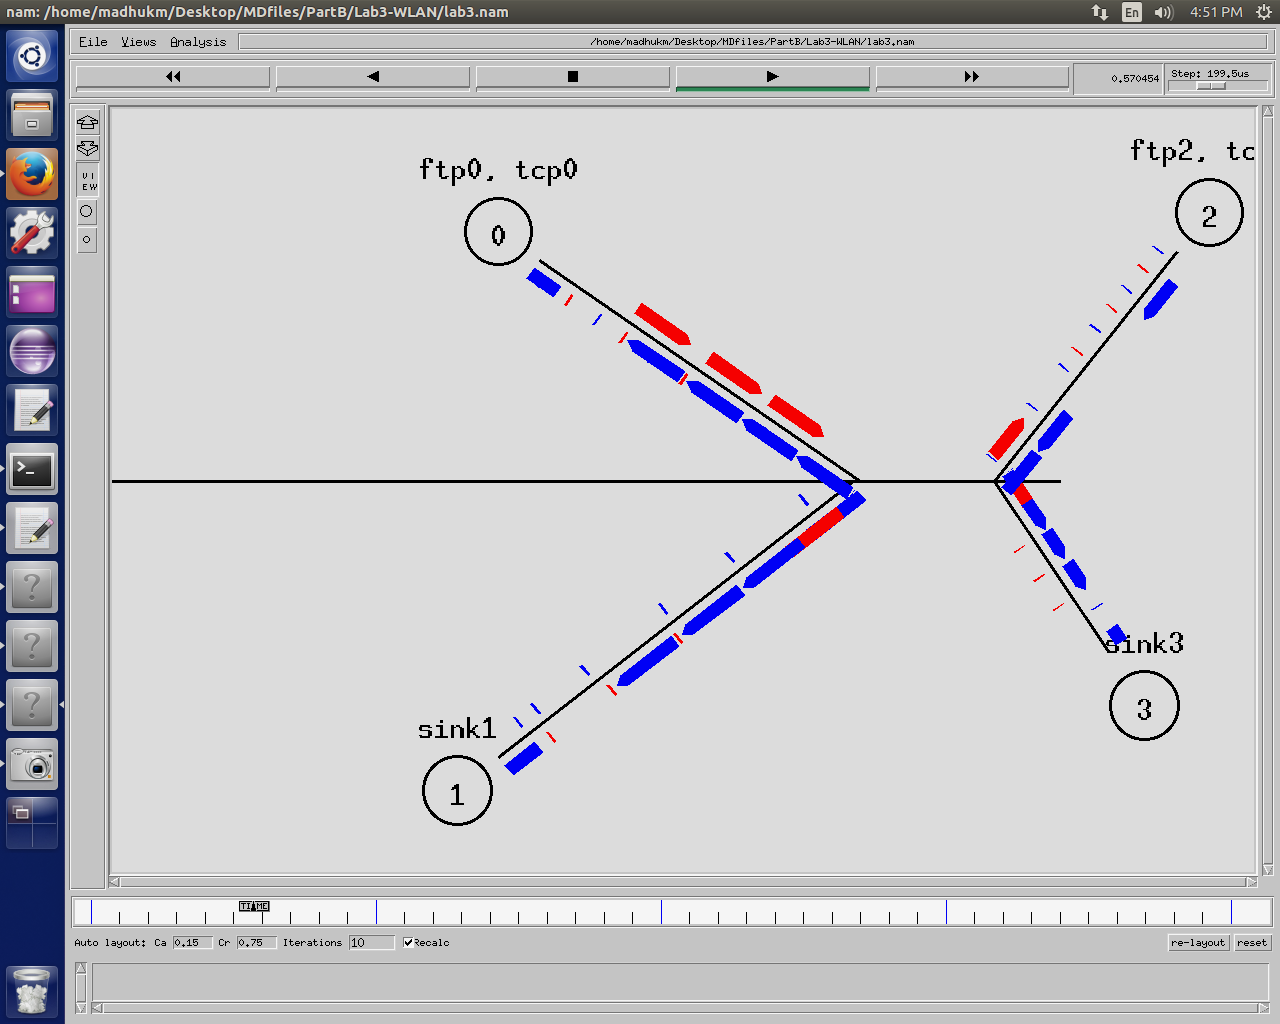 nam: /home/madhukm/Desktop/MDfiles/PartB/Lab3-WLAN/lab3.nam
En
4:51 PM
File Views Analysis
/home/madhukm/Desktop/MDfiles/PartB/Lab3-WLAN/lab3.nam
0.570454
Step: 199.5us
VIEW
ftp0, tcp0
ftp2, tc
0
2
sink3
3
sink1
1
TIME
Auto layout: Ca 0.15 Cr 0.75 Iterations 10 Recalc
re-layout reset